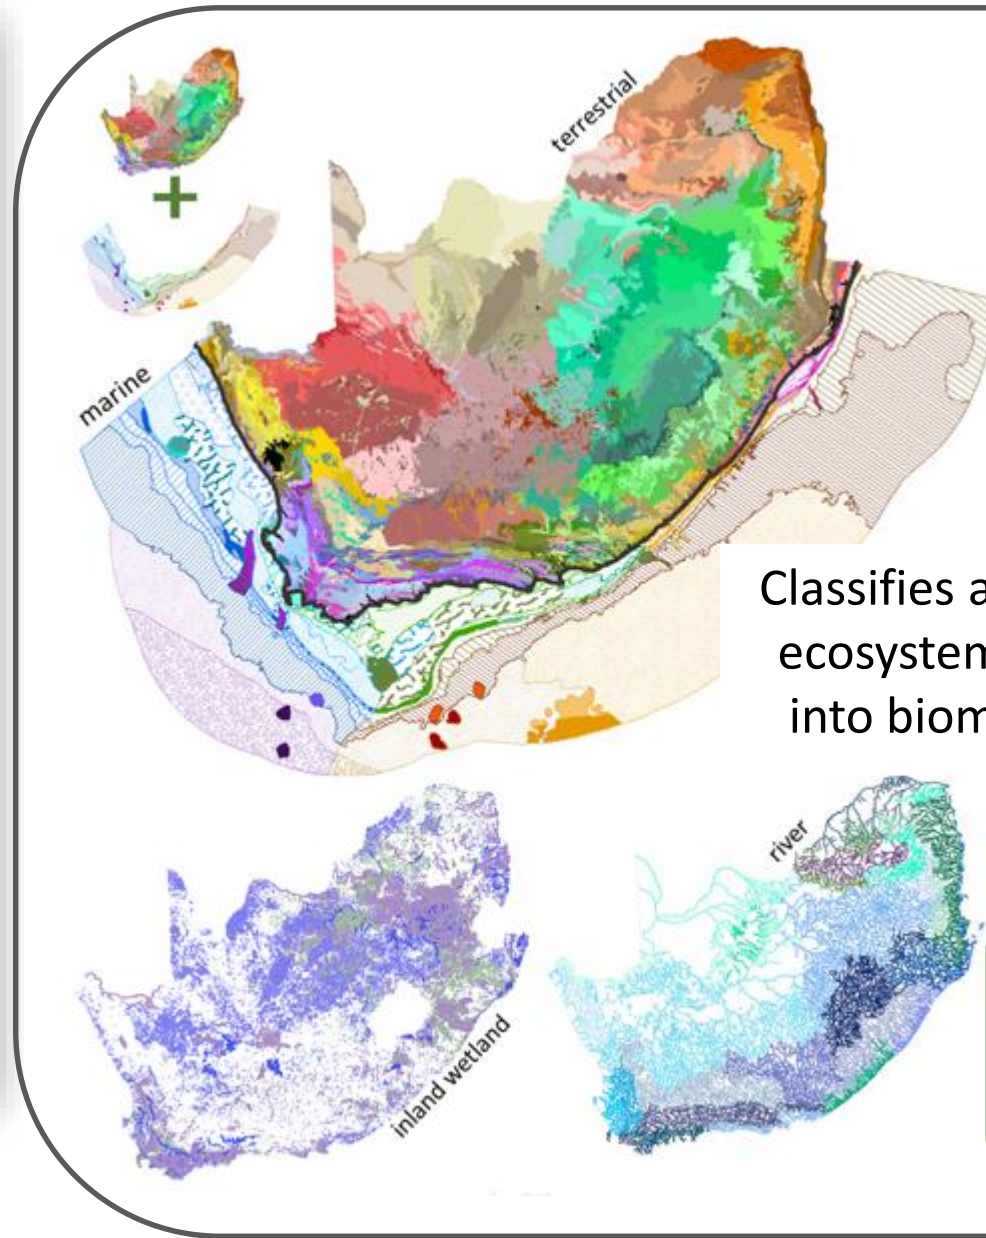 terrestrial
marine
Classifies a
ecosystem
into biom
river
inland wetland